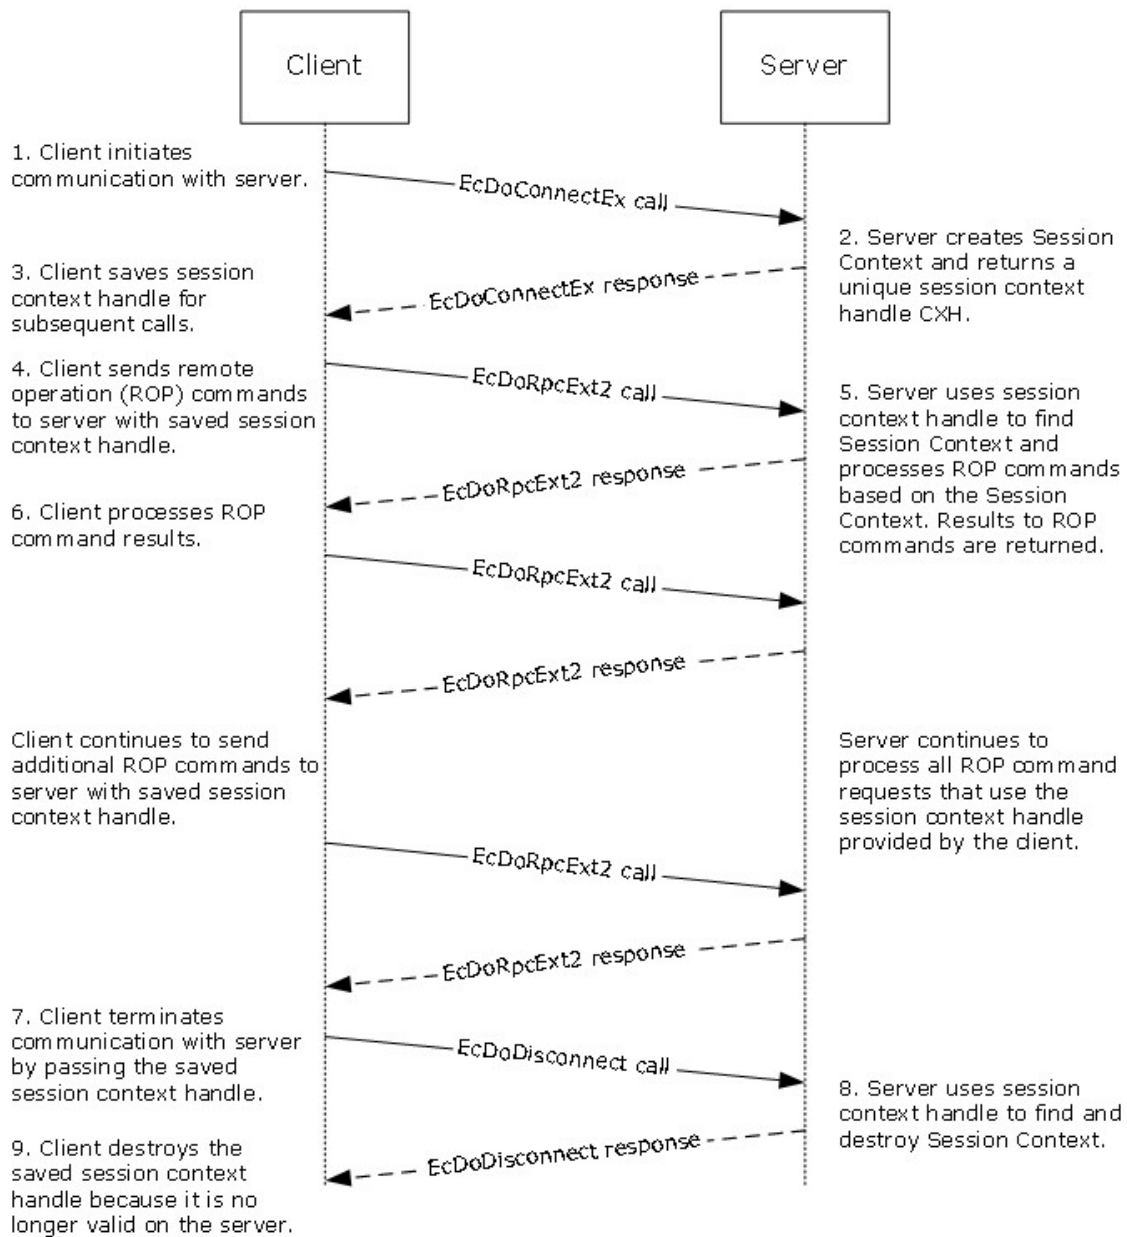 Client
Server
1. Client initiates
communication with server.
EcDoConnectEx call
2. Server creates Session
Context and returns a
unique session context
handle CXH.
EcDoConnectEx response
3. Client saves session
context handle for
subsequent calls.
4. Client sends remote
operation (ROP) commands
to server with saved session
context handle.
EcDoRpcExt2 call
5. Server uses session
context handle to find
Session Context and
processes ROP commands
based on the Session
Context. Results to ROP
commands are returned.
EcDoRpcExt2 response
6. Client processes ROP
command results.
EcDoRpcExt2 call
EcDoRpcExt2 response
Client continues to send
additional ROP commands to
server with saved session
context handle.
Server continues to
process all ROP command
requests that use the
session context handle
provided by the client.
EcDoRpcExt2 call
EcDoRpcExt2 response
7. Client terminates
communication with server
by passing the saved
session context handle.
EcDoDisconnect call
8. Server uses session
context handle to find and
destroy Session Context.
EcDoDisconnect response
9. Client destroys the
saved session context
handle because it is no
longer valid on the server.